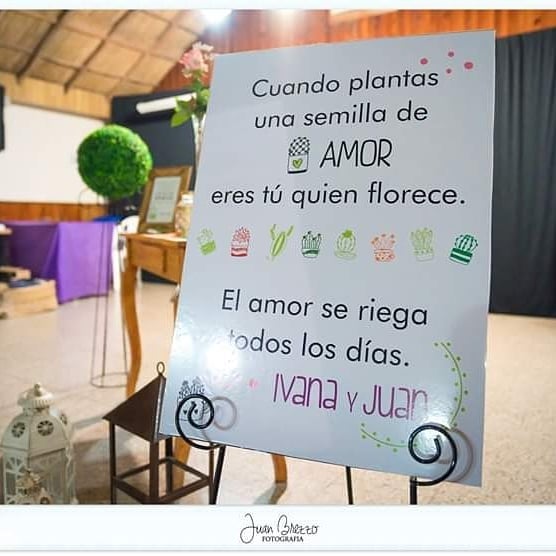 Cuando plantas
una semilla de
AMOR
eres tú quien florece.
El amor se riega
todos los días.
Ivana y Juan
Juan Brezzo
FOTOGRAFIA